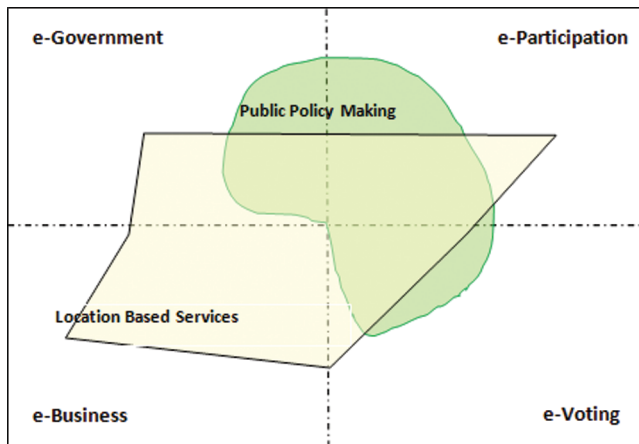 e-Government
e-Participation
Public Policy Making
Location Based Services
e-Business
e-Voting